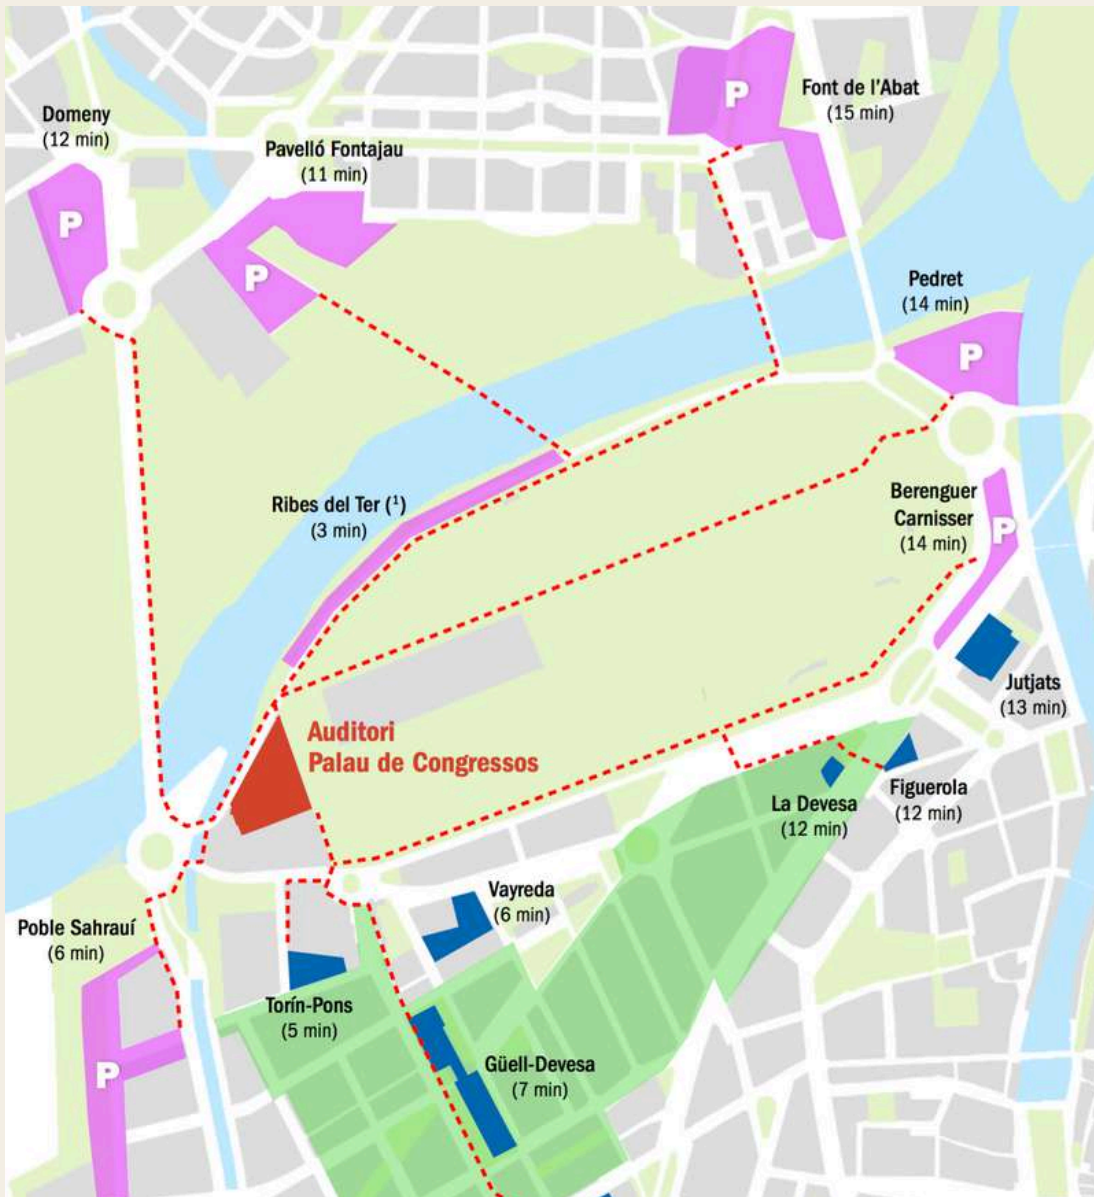 Domeny
(12 min)
Pavelló Fontajau
(11 min)
Font de l'Abat
(15 min)
P
P
P
Pedret
(14 min)
P
Ribes del Ter (¹)
(3 min)
Berenguer
Carnisser
(14 min)
P
Jutjats
(13 min)
Auditori
Palau de Congressos
Figuerola
(12 min)
La Devesa
(12 min)
Vayreda
(6 min)
Poble Sahrauí
(6 min)
Torín-Pons
(5 min)
Güell-Devesa
(7 min)
P